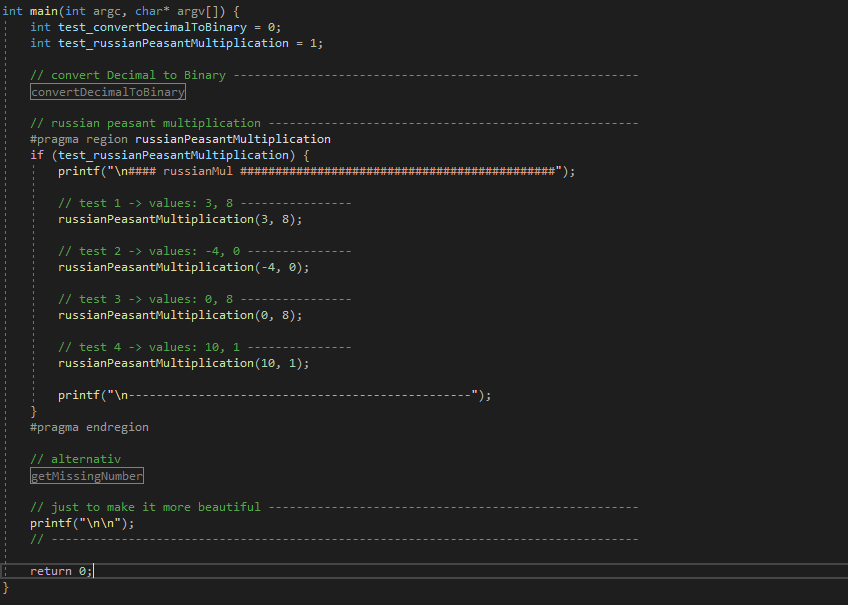 int main(int argc, char* argv[]) {
int test_convertDecimalToBinary = 0;
int test_russianPeasantMultiplication = 1;
// convert Decimal to Binary ----------------------------------------------------------
convertDecimalToBinary
// russian peasant multiplication -----------------------------------------------------
#pragma region russianPeasantMultiplication
if (test_russianPeasantMultiplication) {
printf("\n#### russianMul #############################################");
// test 1 -> values: 3, 8 ----------------
russianPeasantMultiplication(3, 8);
// test 2 -> values: -4, 0 ---------------
russianPeasantMultiplication(-4, 0);
// test 3 -> values: 0, 8 ----------------
russianPeasantMultiplication(0, 8);
// test 4 -> values: 10, 1 ---------------
russianPeasantMultiplication(10, 1);
printf("\n-------------------------------------------------");
}
#pragma endregion
// alternativ
getMissingNumber
// just to make it more beautiful -----------------------------------------------------
printf("\n\n");
// ------------------------------------------------------------------------------------
return 0;
}